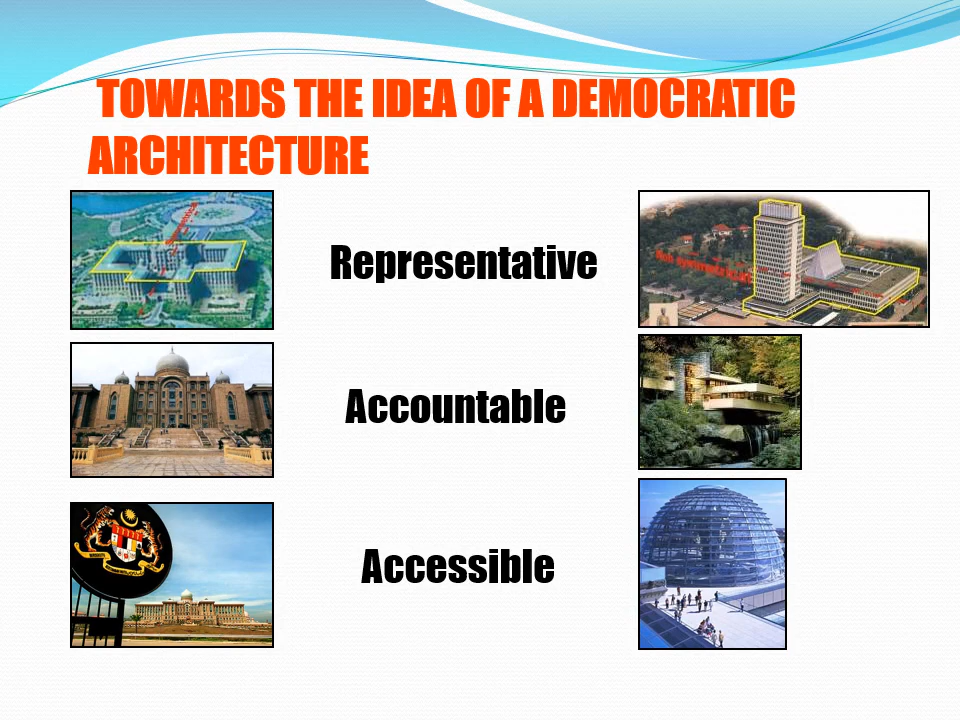 TOWARDS THE IDEA OF A DEMOCRATIC
ARCHITECTURE
Representative
Accountable
Accessible